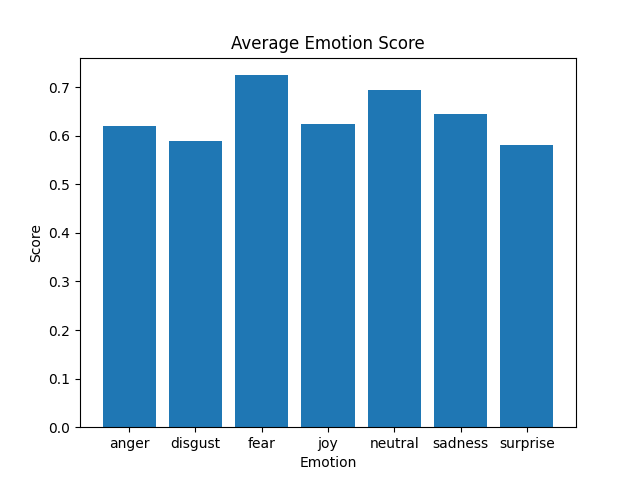 Average Emotion Score
Score
0.7
0.6
0.5
0.4
0.3
0.2
0.1
0.0
anger disgust fear joy neutral sadness surprise
Emotion